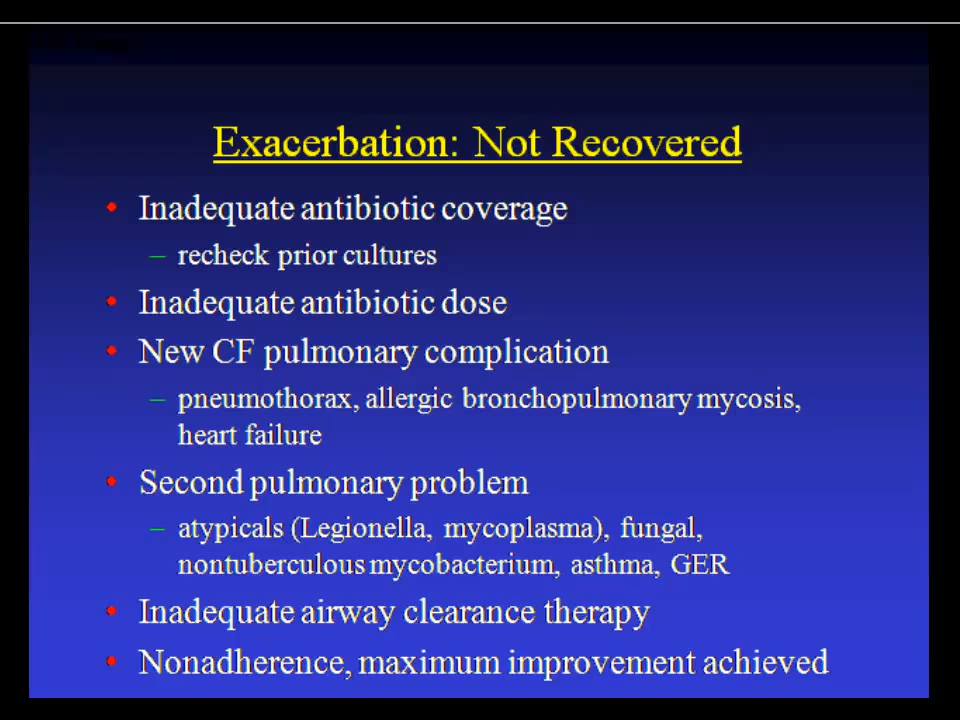 Exacerbation: Not Recovered
• Inadequate antibiotic coverage
– recheck prior cultures
• Inadequate antibiotic dose
• New CF pulmonary complication
– pneumothorax, allergic bronchopulmonary mycosis,
heart failure
• Second pulmonary problem
– atypicals (Legionella, mycoplasma), fungal,
nontuberculous mycobacterium, asthma, GER
• Inadequate airway clearance therapy
• Nonadherence, maximum improvement achieved